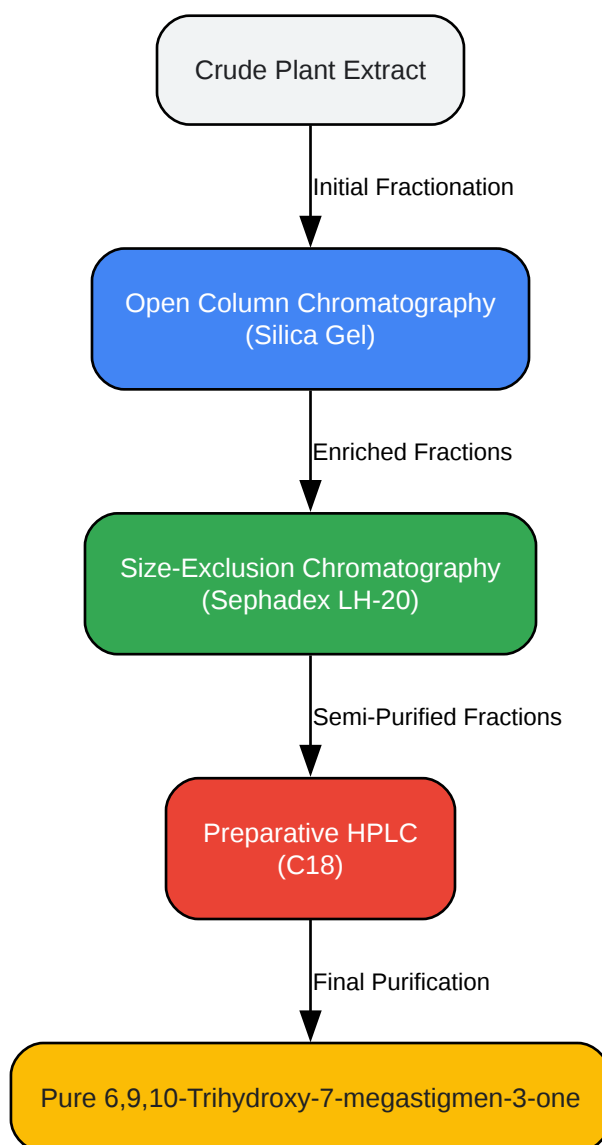 Crude Plant Extract
Initial Fractionation
Open Column Chromatography
(Silica Gel)
Enriched Fractions
Size-Exclusion Chromatography
(Sephadex LH-20)
Semi-Purified Fractions
Preparative HPLC
(C18)
Final Purification
Pure 6,9,10-Trihydroxy-7-megastigmen-3-one